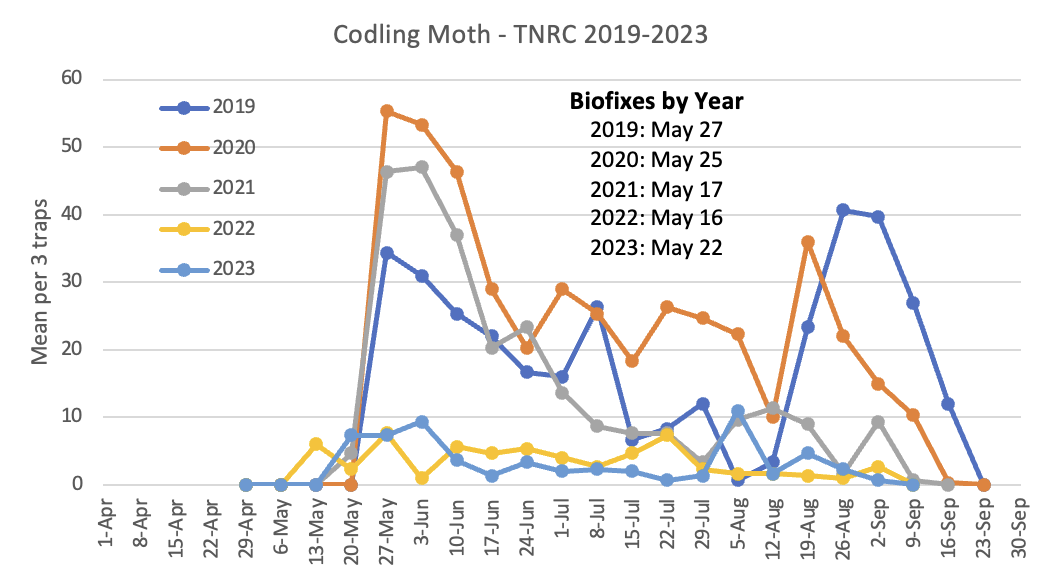 Codling Moth - TNRC 2019-2023
Mean per 3 traps
60
50
40
30
20
10
0
2019
2020
2021
2022
2023
Biofixes by Year
2019: May 27
2020: May 25
2021: May 17
2022: May 16
2023: May 22
1-Apr
8-Apr
15-Apr
22-Apr
29-Apr
6-May
13-May
20-May
27-May
3-Jun
10-Jun
17-Jun
24-Jun
1-Jul
8-Jul
15-Jul
22-Jul
29-Jul
5-Aug
12-Aug
19-Aug
26-Aug
2-Sep
9-Sep
16-Sep
23-Sep
30-Sep